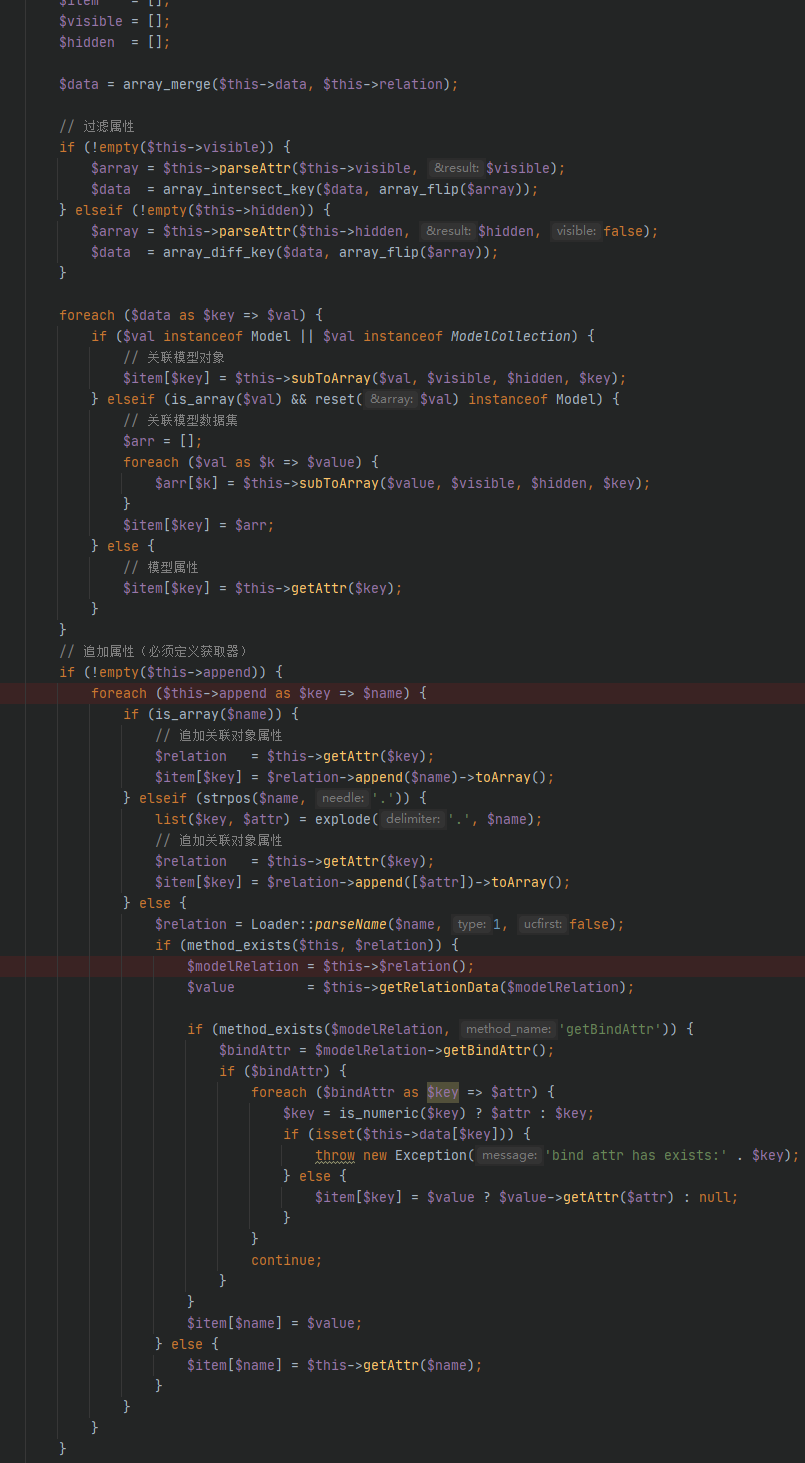 $item    = [];
$visible = [];
$hidden  = [];
$data = array_merge($this->data, $this->relation);
// 过滤属性
if (!empty($this->visible)) {
$array = $this->parseAttr($this->visible, &result: $visible);
$data  = array_intersect_key($data, array_flip($array));
} elseif (!empty($this->hidden)) {
$array = $this->parseAttr($this->hidden, &result: $hidden, visible: false);
$data  = array_diff_key($data, array_flip($array));
}
foreach ($data as $key => $val) {
if ($val instanceof Model || $val instanceof ModelCollection) {
// 关联模型对象
$item[$key] = $this->subToArray($val, $visible, $hidden, $key);
} elseif (is_array($val) && reset( &array: $val) instanceof Model) {
// 关联模型数据集
$arr = [];
foreach ($val as $k => $value) {
$arr[$k] = $this->subToArray($value, $visible, $hidden, $key);
}
$item[$key] = $arr;
} else {
// 模型属性
$item[$key] = $this->getAttr($key);
}
}
// 追加属性（必须定义获取器）
if (!empty($this->append)) {
foreach ($this->append as $key => $name) {
if (is_array($name)) {
// 追加关联对象属性
$relation   = $this->getAttr($key);
$item[$key] = $relation->append($name)->toArray();
} elseif (strpos($name, needle: '.')) {
list($key, $attr) = explode( delimiter: '.', $name);
// 追加关联对象属性
$relation   = $this->getAttr($key);
$item[$key] = $relation->append([$attr])->toArray();
} else {
$relation = Loader::parseName($name, type: 1, ucfirst: false);
if (method_exists($this, $relation)) {
$modelRelation = $this->$relation();
$value         = $this->getRelationData($modelRelation);
if (method_exists($modelRelation, method_name: 'getBindAttr')) {
$bindAttr = $modelRelation->getBindAttr();
if ($bindAttr) {
foreach ($bindAttr as $key => $attr) {
$key = is_numeric($key) ? $attr : $key;
if (isset($this->data[$key])) {
throw new Exception( message: 'bind attr has exists:' . $key);
} else {
$item[$key] = $value ? $value->getAttr($attr) : null;
}
}
continue;
}
}
$item[$name] = $value;
} else {
$item[$name] = $this->getAttr($name);
}
}
}
}